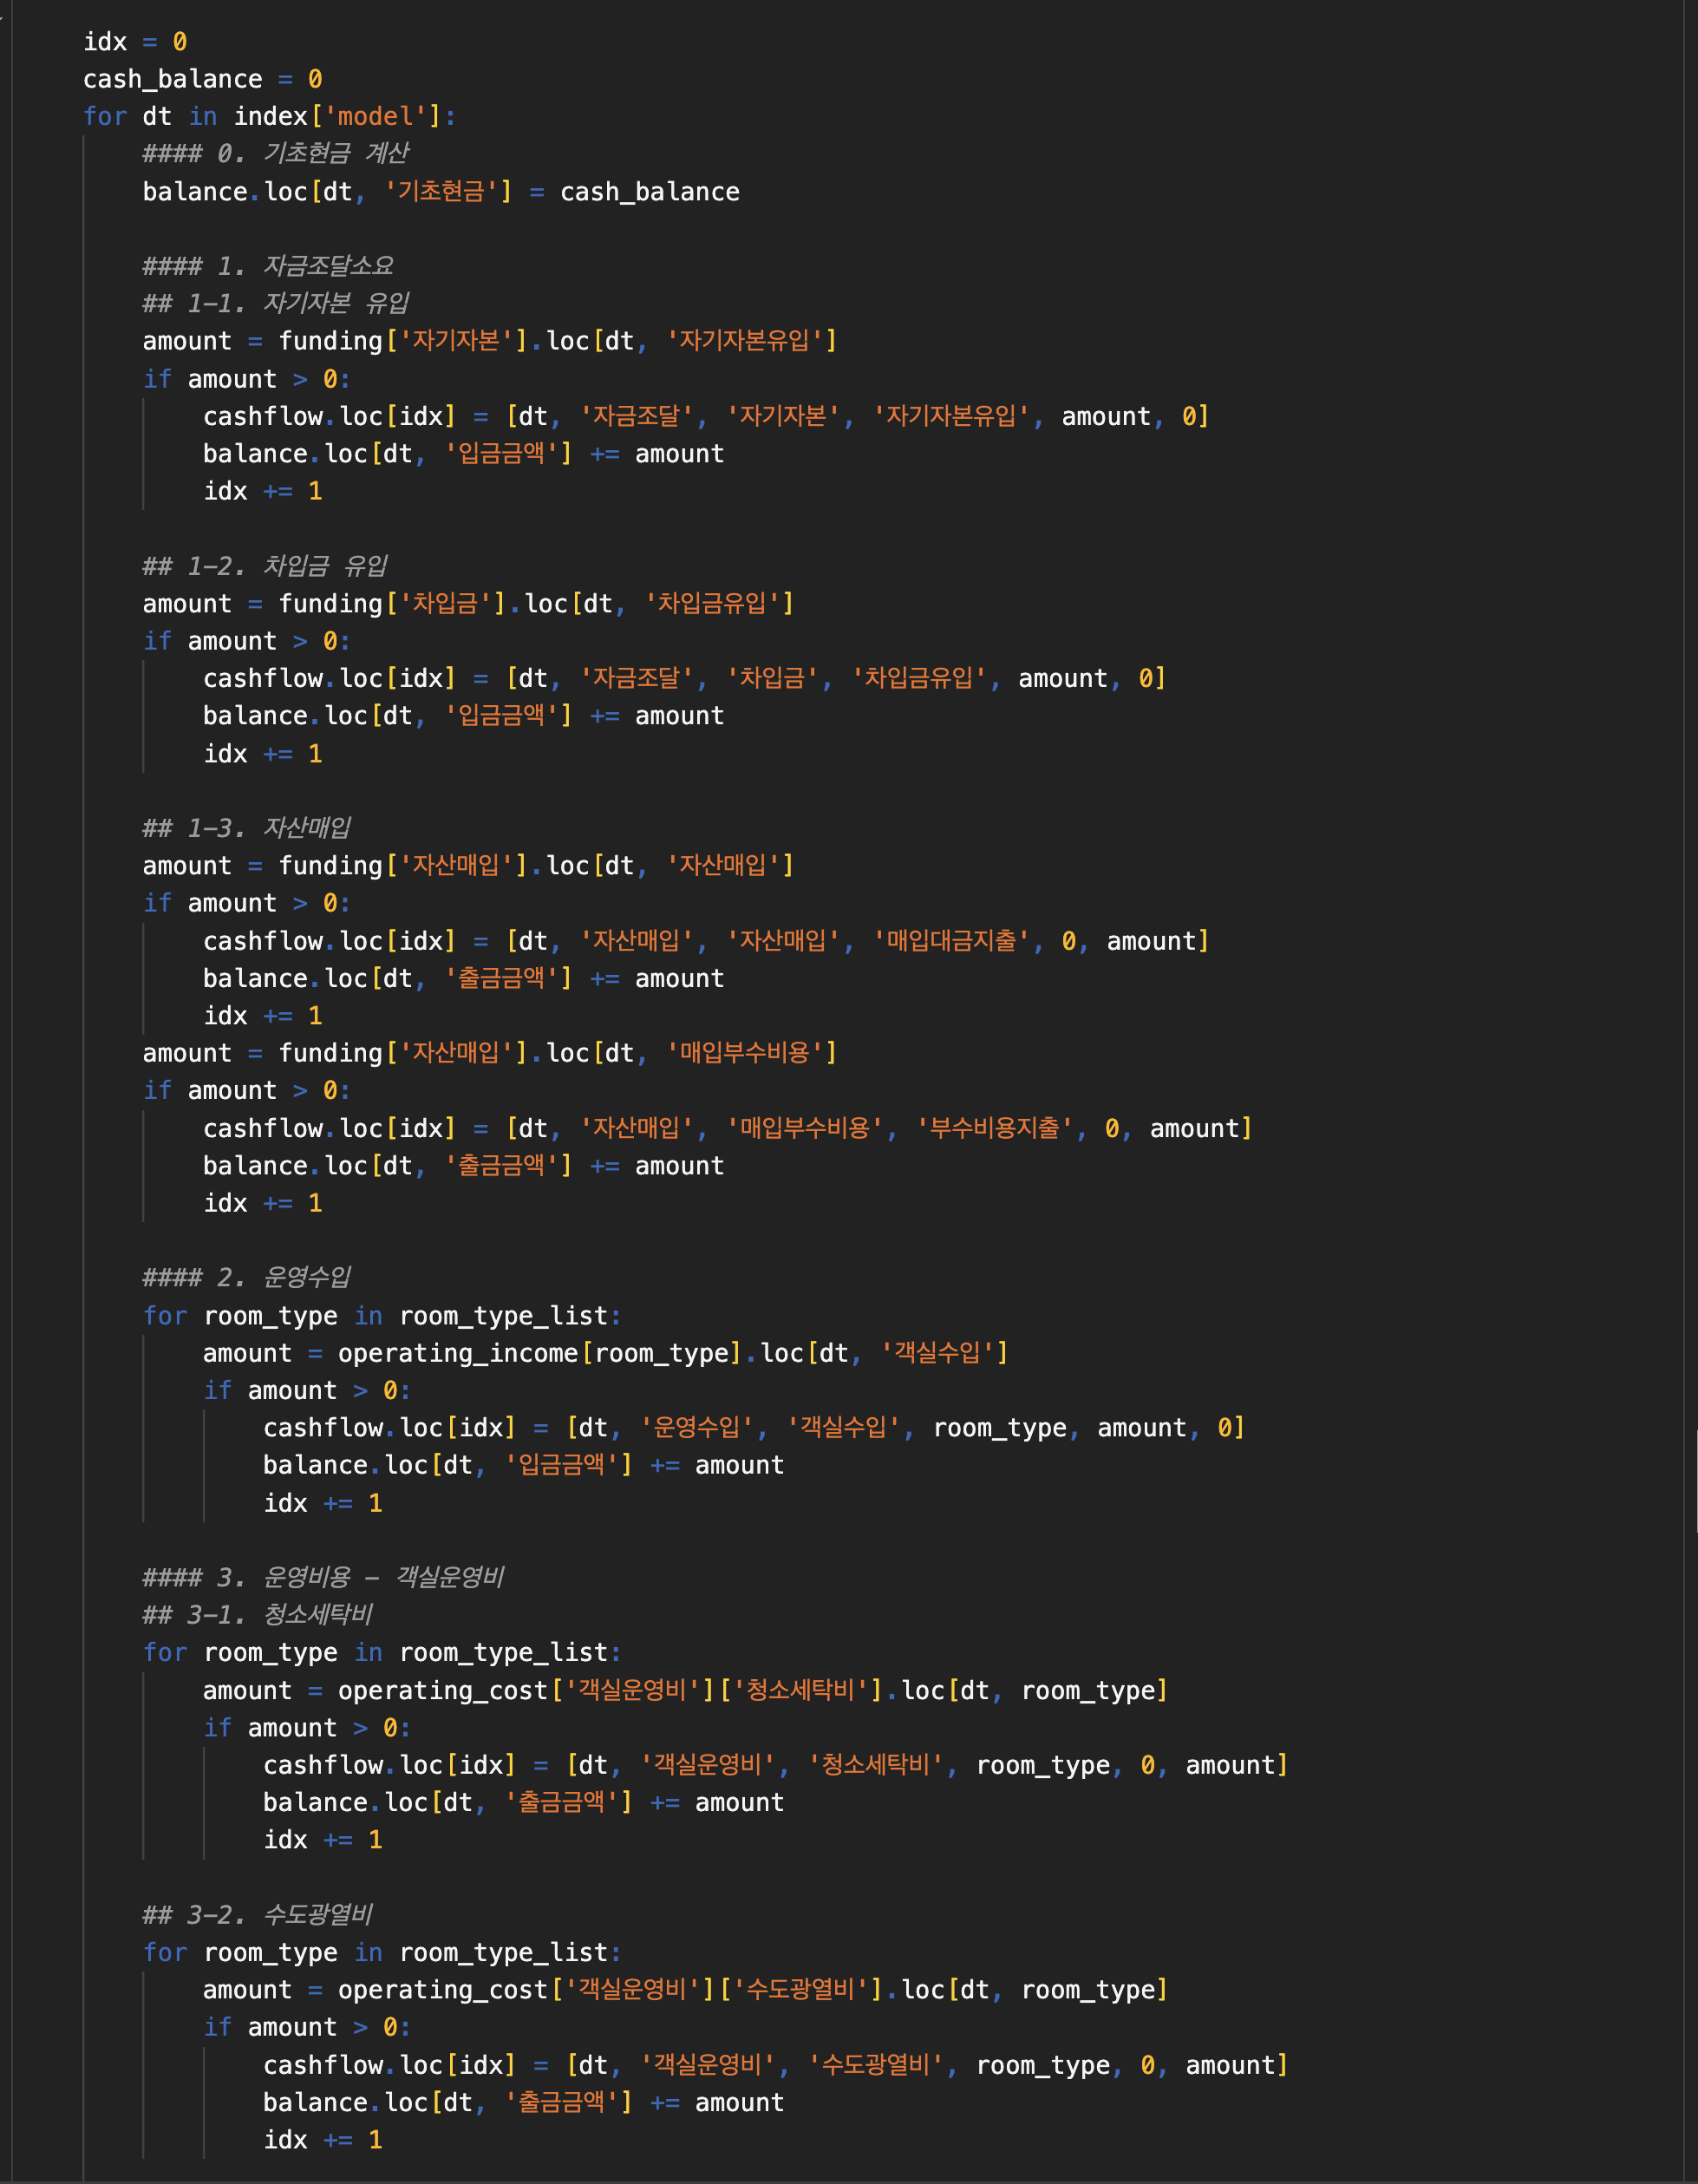 idx = 0
cash_balance = 0
for dt in index['model']:
    #### 0. 기초현금 계산
    balance.loc[dt, '기초현금'] = cash_balance

    #### 1. 자금조달소요
    ## 1-1. 자기자본 유입
    amount = funding['자기자본'].loc[dt, '자기자본유입']
    if amount > 0:
        cashflow.loc[idx] = [dt, '자금조달', '자기자본', '자기자본유입', amount, 0]
        balance.loc[dt, '입금금액'] += amount
        idx += 1

    ## 1-2. 차입금 유입
    amount = funding['차입금'].loc[dt, '차입금유입']
    if amount > 0:
        cashflow.loc[idx] = [dt, '자금조달', '차입금', '차입금유입', amount, 0]
        balance.loc[dt, '입금금액'] += amount
        idx += 1

    ## 1-3. 자산매입
    amount = funding['자산매입'].loc[dt, '자산매입']
    if amount > 0:
        cashflow.loc[idx] = [dt, '자산매입', '자산매입', '매입대금지출', 0, amount]
        balance.loc[dt, '출금금액'] += amount
        idx += 1
    amount = funding['자산매입'].loc[dt, '매입부수비용']
    if amount > 0:
        cashflow.loc[idx] = [dt, '자산매입', '매입부수비용', '부수비용지출', 0, amount]
        balance.loc[dt, '출금금액'] += amount
        idx += 1

    #### 2. 운영수입
    for room_type in room_type_list:
        amount = operating_income[room_type].loc[dt, '객실수입']
        if amount > 0:
            cashflow.loc[idx] = [dt, '운영수입', '객실수입', room_type, amount, 0]
            balance.loc[dt, '입금금액'] += amount
            idx += 1

    #### 3. 운영비용 - 객실운영비
    ## 3-1. 청소세탁비
    for room_type in room_type_list:
        amount = operating_cost['객실운영비']['청소세탁비'].loc[dt, room_type]
        if amount > 0:
            cashflow.loc[idx] = [dt, '객실운영비', '청소세탁비', room_type, 0, amount]
            balance.loc[dt, '출금금액'] += amount
            idx += 1

    ## 3-2. 수도광열비
    for room_type in room_type_list:
        amount = operating_cost['객실운영비']['수도광열비'].loc[dt, room_type]
        if amount > 0:
            cashflow.loc[idx] = [dt, '객실운영비', '수도광열비', room_type, 0, amount]
            balance.loc[dt, '출금금액'] += amount
            idx += 1